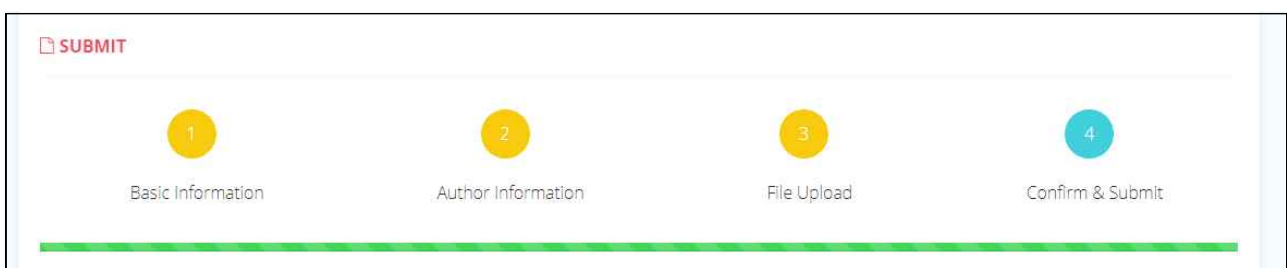 SUBMIT
1 2 3 4
Basic Information Author Information File Upload Confirm & Submit